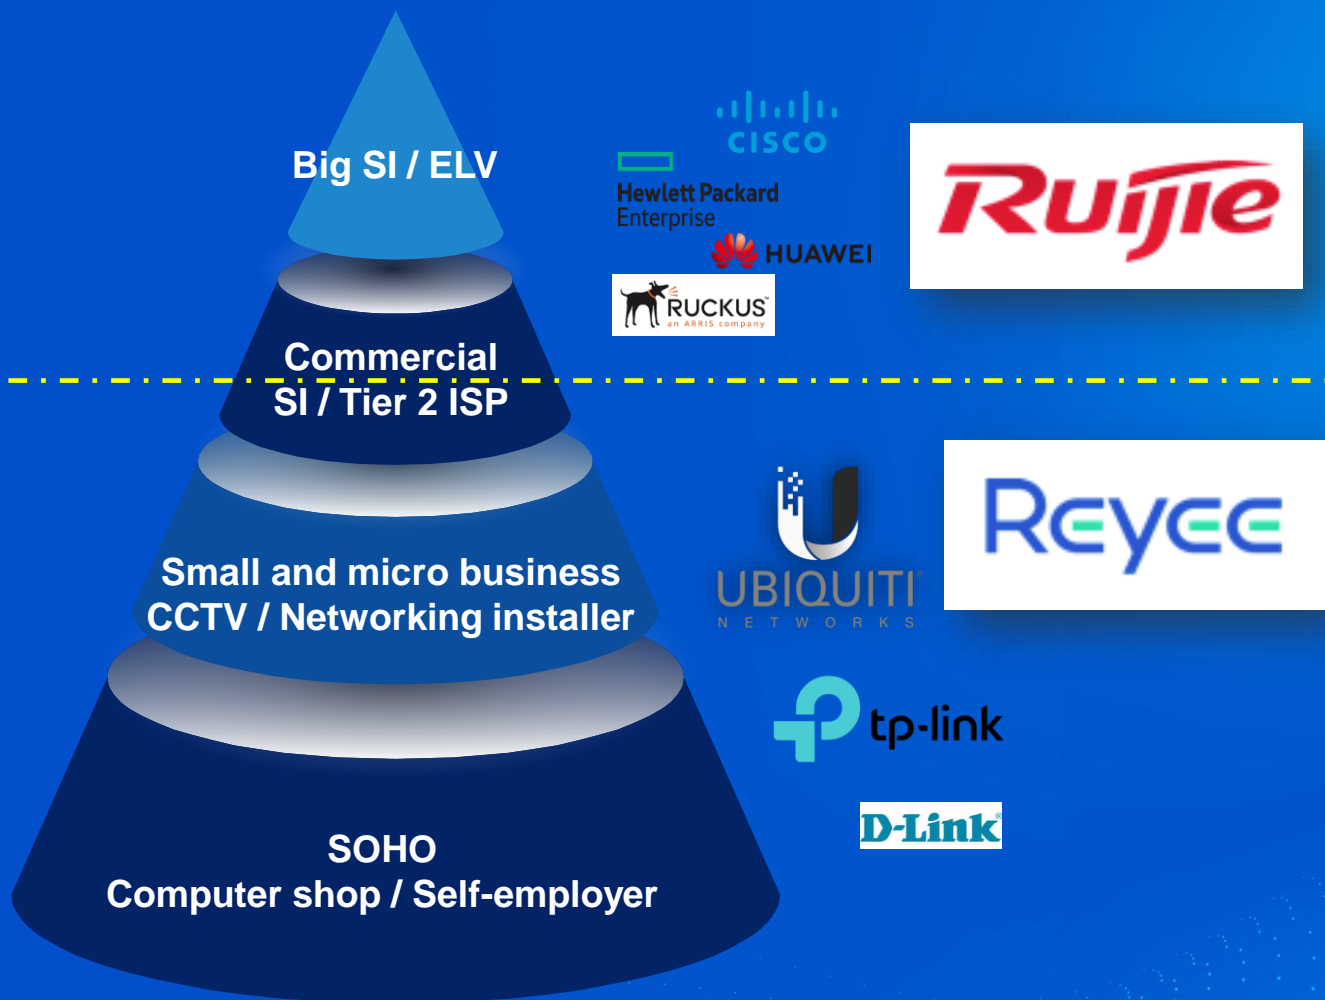 Big SI / ELV
CISCO
Hewlett Packard
Enterprise
HUAWEI
RUCKUS™
an ARRIS company
Ruijie
Commercial
SI / Tier 2 ISP
Small and micro business
CCTV / Networking installer
UBIQUITI
NETWORKS
Reyee
tp-link
D-Link®
SOHO
Computer shop / Self-employer